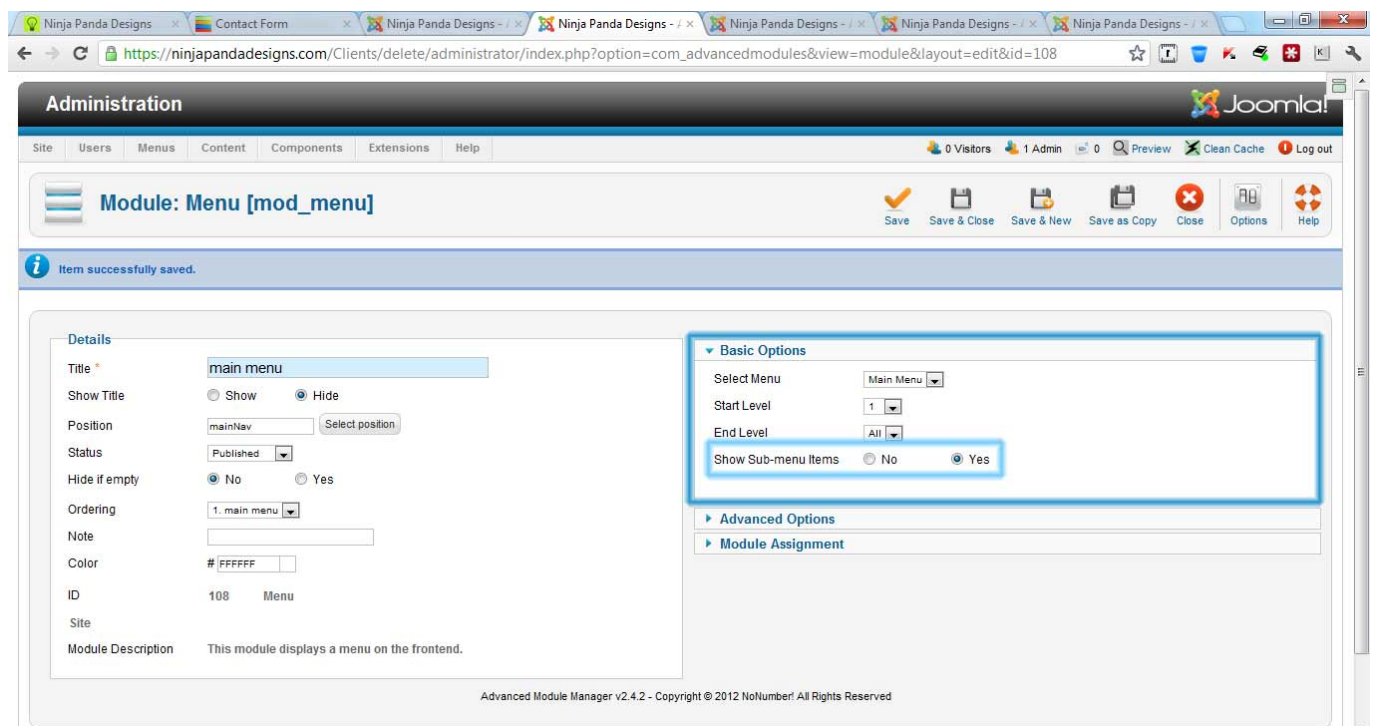 Ninja Panda Designs Contact Form Ninja Panda Designs - / Ninja Panda Designs - / Ninja Panda Designs - / Ninja Panda Designs - / Ninja Panda Designs - /
https://ninjapandadesigns.com/Clients/delete/administrator/index.php?option=com_advancedmodules&view=module&layout=edit&id=108
Administration Joomla!
Site Users Menus Content Components Extensions Help 0 Visitors 1 Admin 0 Preview Clean Cache Log out
Module: Menu [mod_menu]
Save Save & Close Save & New Save as Copy Close Options Help
Item successfully saved.
Details
Title * main menu
Show Title Show Hide
Position mainNav Select position
Status Published
Hide if empty No Yes
Ordering 1. main menu
Note
Color # FFFFFF
ID 108 Menu
Site
Module Description This module displays a menu on the frontend.
Basic Options
Select Menu Main Menu
Start Level 1
End Level All
Show Sub-menu Items No Yes
Advanced Options
Module Assignment
Advanced Module Manager v2.4.2 - Copyright © 2012 NoNumber! All Rights Reserved